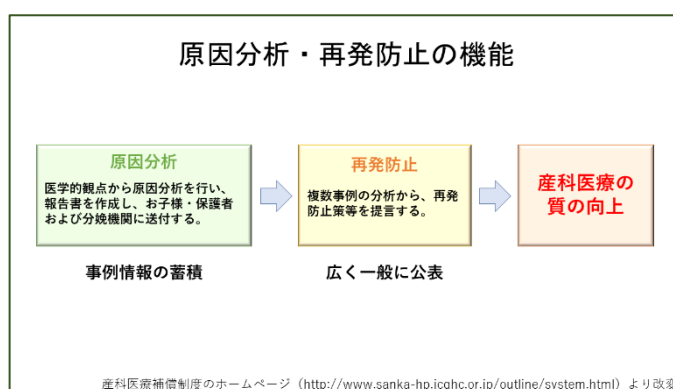 原因分析・再発防止の機能
原因分析
医学的観点から原因分析を行い、
報告書を作成し、お子様・保護者
および分娩機関に送付する。
再発防止
複数事例の分析から、再発
防止策等を提言する。
産科医療の
質の向上
事例情報の蓄積
広く一般に公表
産科医療補償制度のホームページ（http://www.sanka-hp.jcqhc.or.jp/outline/system.html）より改変